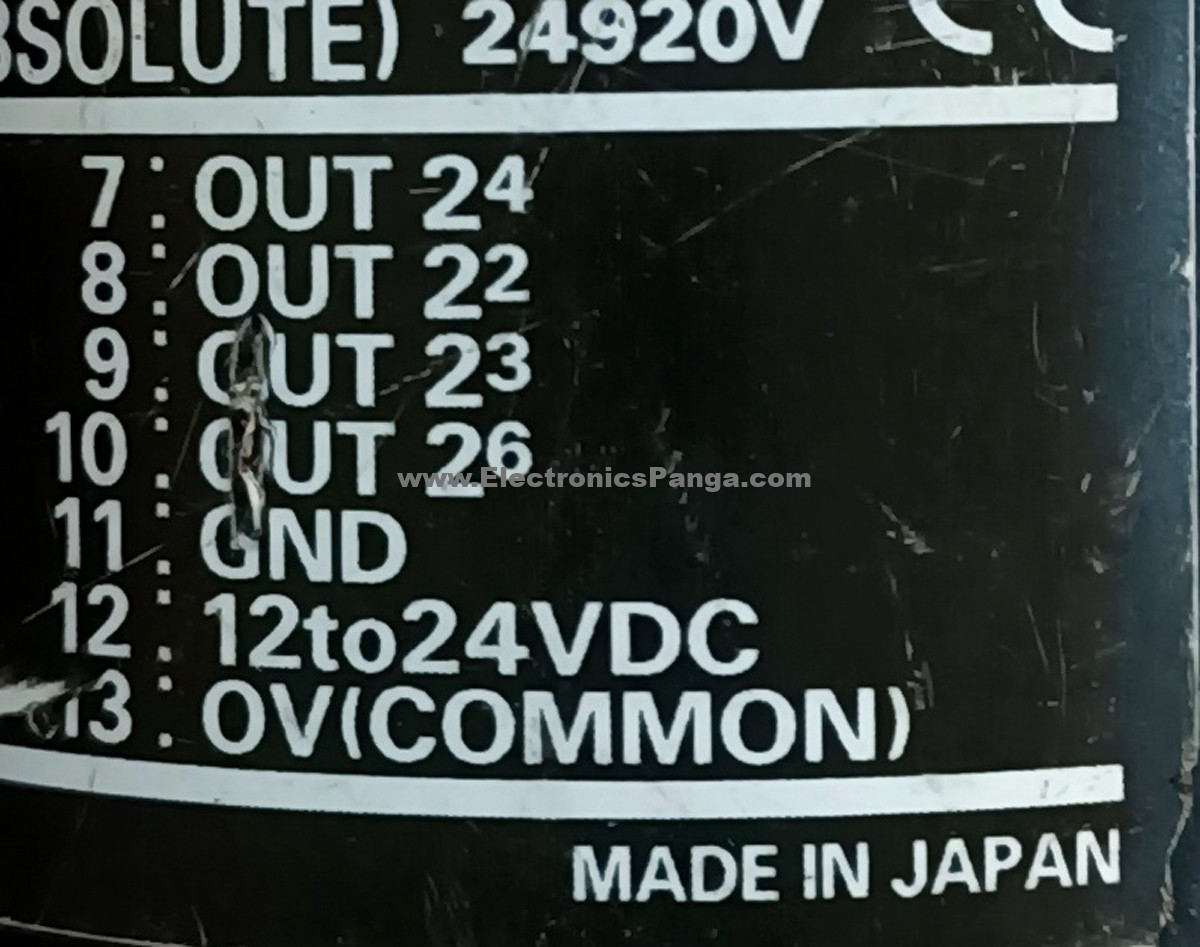 BSOLUTE) 24920V CE
7 : OUT 2⁴
8 : OUT 2²
9 : OUT 2³
10 : OUT 2⁶
www.ElectronicsPanga.com
11 : GND
12 : 12to24VDC
13 : 0V(COMMON)
MADE IN JAPAN